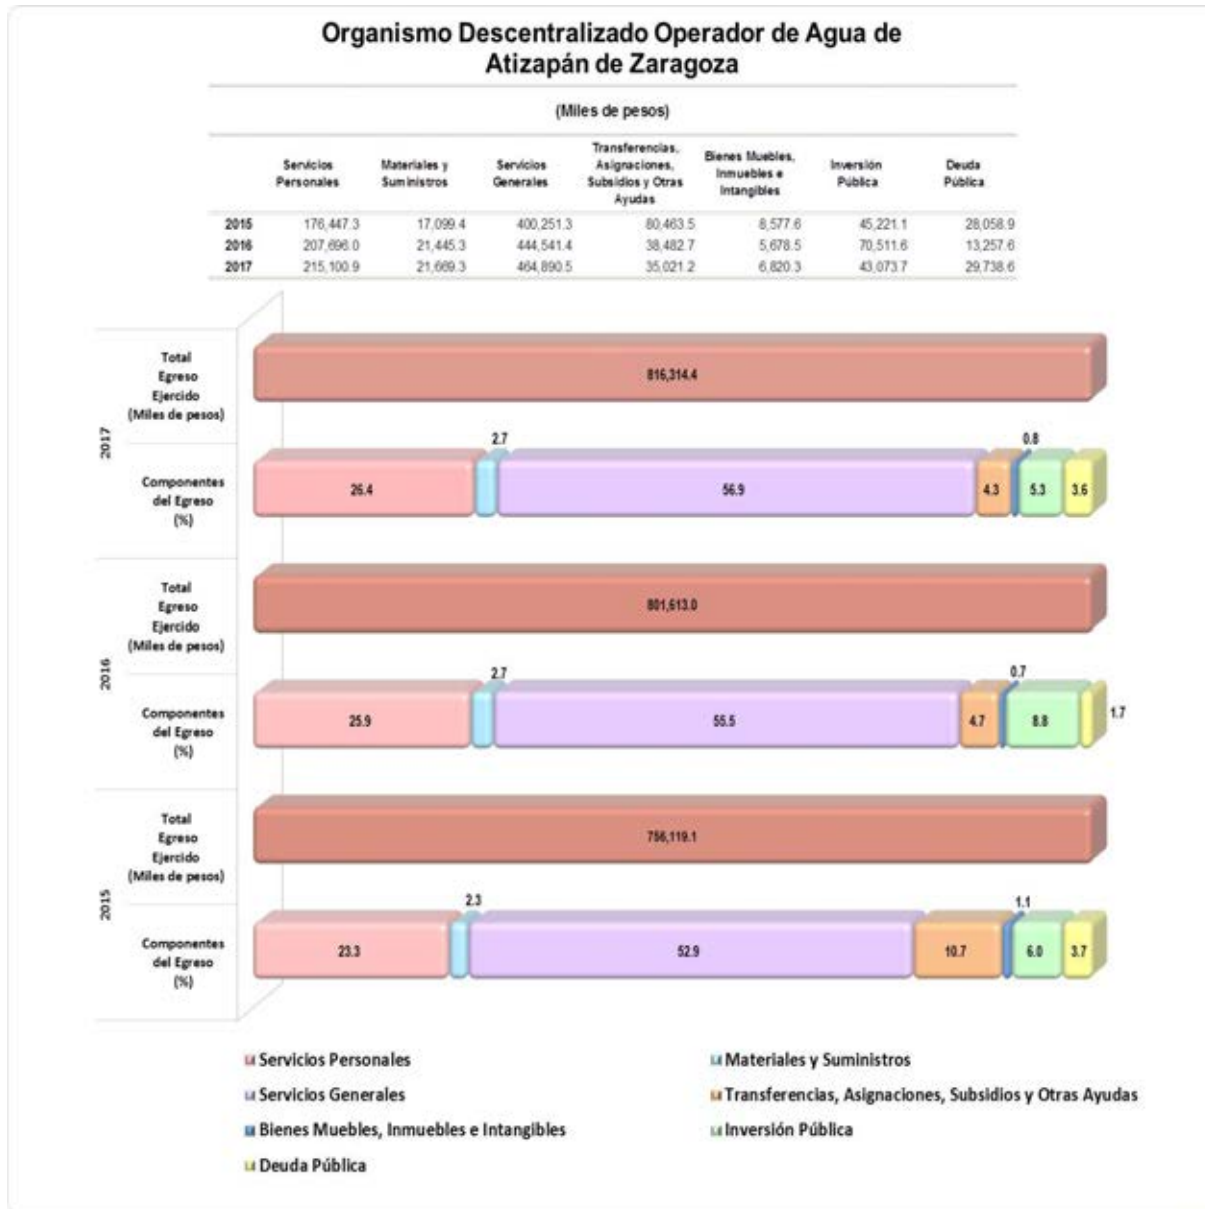 Organismo Descentralizado Operador de Agua de
Atizapán de Zaragoza
(Miles de pesos)
Servicios Personales Materiales y Suministros Servicios Generales Transferencias, Asignaciones, Subsidios y Otras Ayudas Bienes Muebles, Inmuebles e Intangibles Inversión Pública Deuda Pública
2015 176,447.3 17,099.4 400,251.3 80,463.5 8,577.6 45,221.1 28,058.9
2016 207,696.0 21,445.3 444,541.4 38,482.7 5,678.5 70,511.6 13,257.6
2017 215,100.9 21,669.3 464,890.5 35,021.2 6,820.3 43,073.7 29,738.6
2017
Total
Egreso
Ejercido
(Miles de pesos)
816,314.4
Componentes
del Egreso
(%)
26.4 2.7 56.9 4.3 0.8 5.3 3.6
2016
Total
Egreso
Ejercido
(Miles de pesos)
801,613.0
Componentes
del Egreso
(%)
25.9 2.7 55.5 4.7 0.7 8.8 1.7
2015
Total
Egreso
Ejercido
(Miles de pesos)
756,119.1
Componentes
del Egreso
(%)
23.3 2.3 52.9 10.7 1.1 6.0 3.7
Servicios Personales
Materiales y Suministros
Servicios Generales
Transferencias, Asignaciones, Subsidios y Otras Ayudas
Bienes Muebles, Inmuebles e Intangibles
Inversión Pública
Deuda Pública